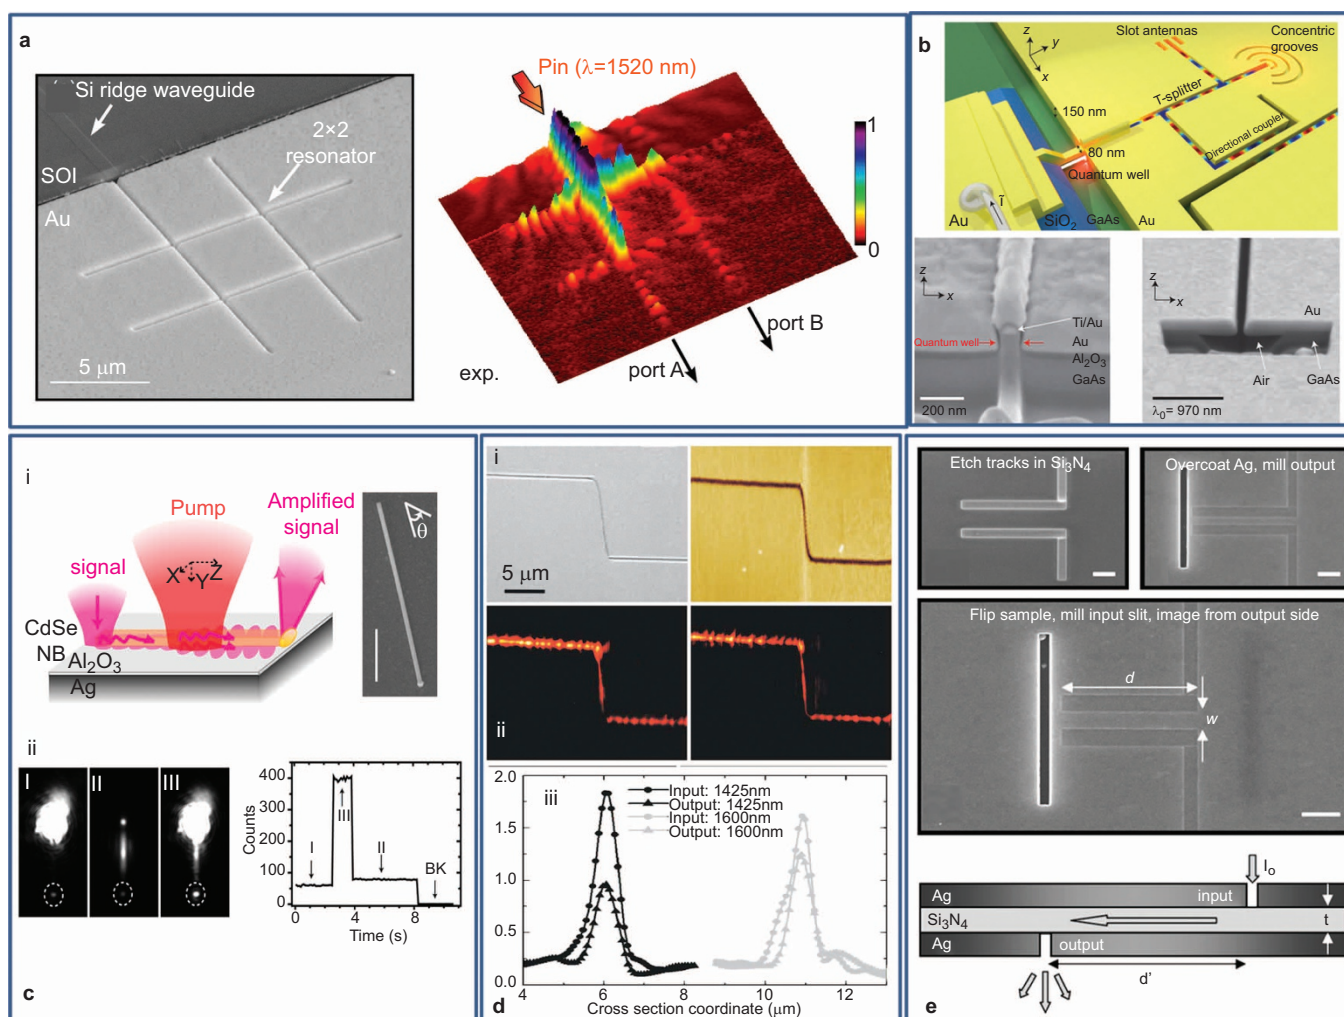 a
` `Si ridge waveguide
2×2
resonator
SOI
Au
5 μm
Pin (λ=1520 nm)
1
0
port B
port A
exp.
b
z
y
x
Slot antennas
Concentric
grooves
T-splitter
150 nm
Directional coupler
80 nm
Quantum well
Au
SiO2
GaAs
Au
z
x
Ti/Au
Quantum well
Au
Al2O3
GaAs
200 nm
z
x
Au
Air
GaAs
λ0= 970 nm
i
Pump
Amplified
signal
signal
X
Y
Z
θ
CdSe
NB
Al2O3
Ag
ii
I
II
III
400
300
200
100
0
Counts
I
III
II
BK
0
4
8
Time (s)
c
i
5 μm
ii
iii
2.0
1.5
1.0
0.5
0.0
Input: 1425nm
Output: 1425nm
Input: 1600nm
Output: 1600nm
4
6
8
10
12
Cross section coordinate (μm)
d
Etch tracks in Si3N4
Overcoat Ag, mill output
Flip sample, mill input slit, image from output side
d
w
Io
Ag
input
Si3N4
t
Ag
output
d'
e